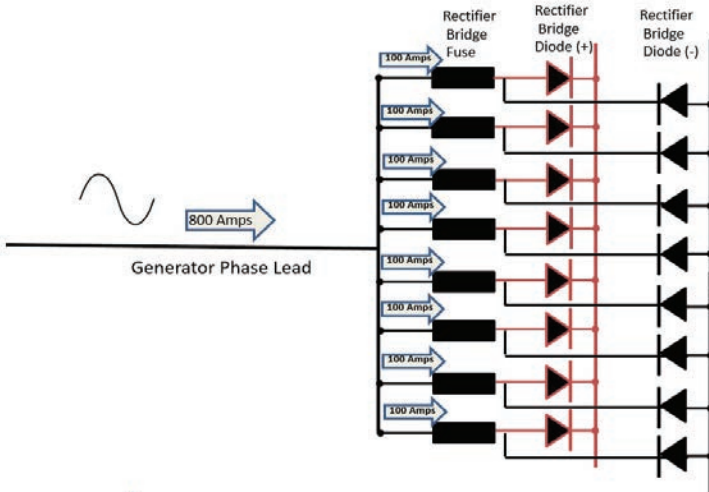 Rectifier
Bridge
Fuse
Rectifier
Bridge
Diode (+)
Rectifier
Bridge
Diode (-)
100 Amps
100 Amps
100 Amps
100 Amps
800 Amps
Generator Phase Lead
100 Amps
100 Amps
100 Amps
100 Amps